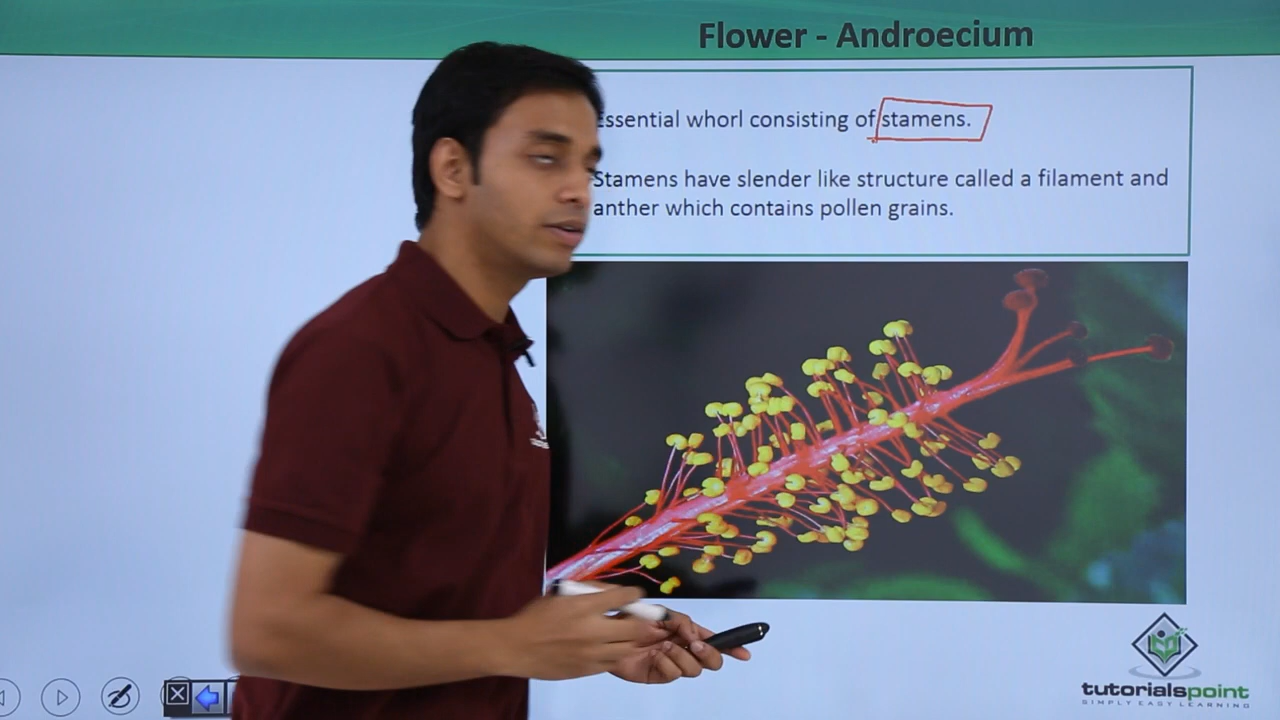 Flower - Androecium
Essential whorl consisting of stamens.
Stamens have slender like structure called a filament and
anther which contains pollen grains.
tutorialspoint
SIMPLY EASY LEARNING